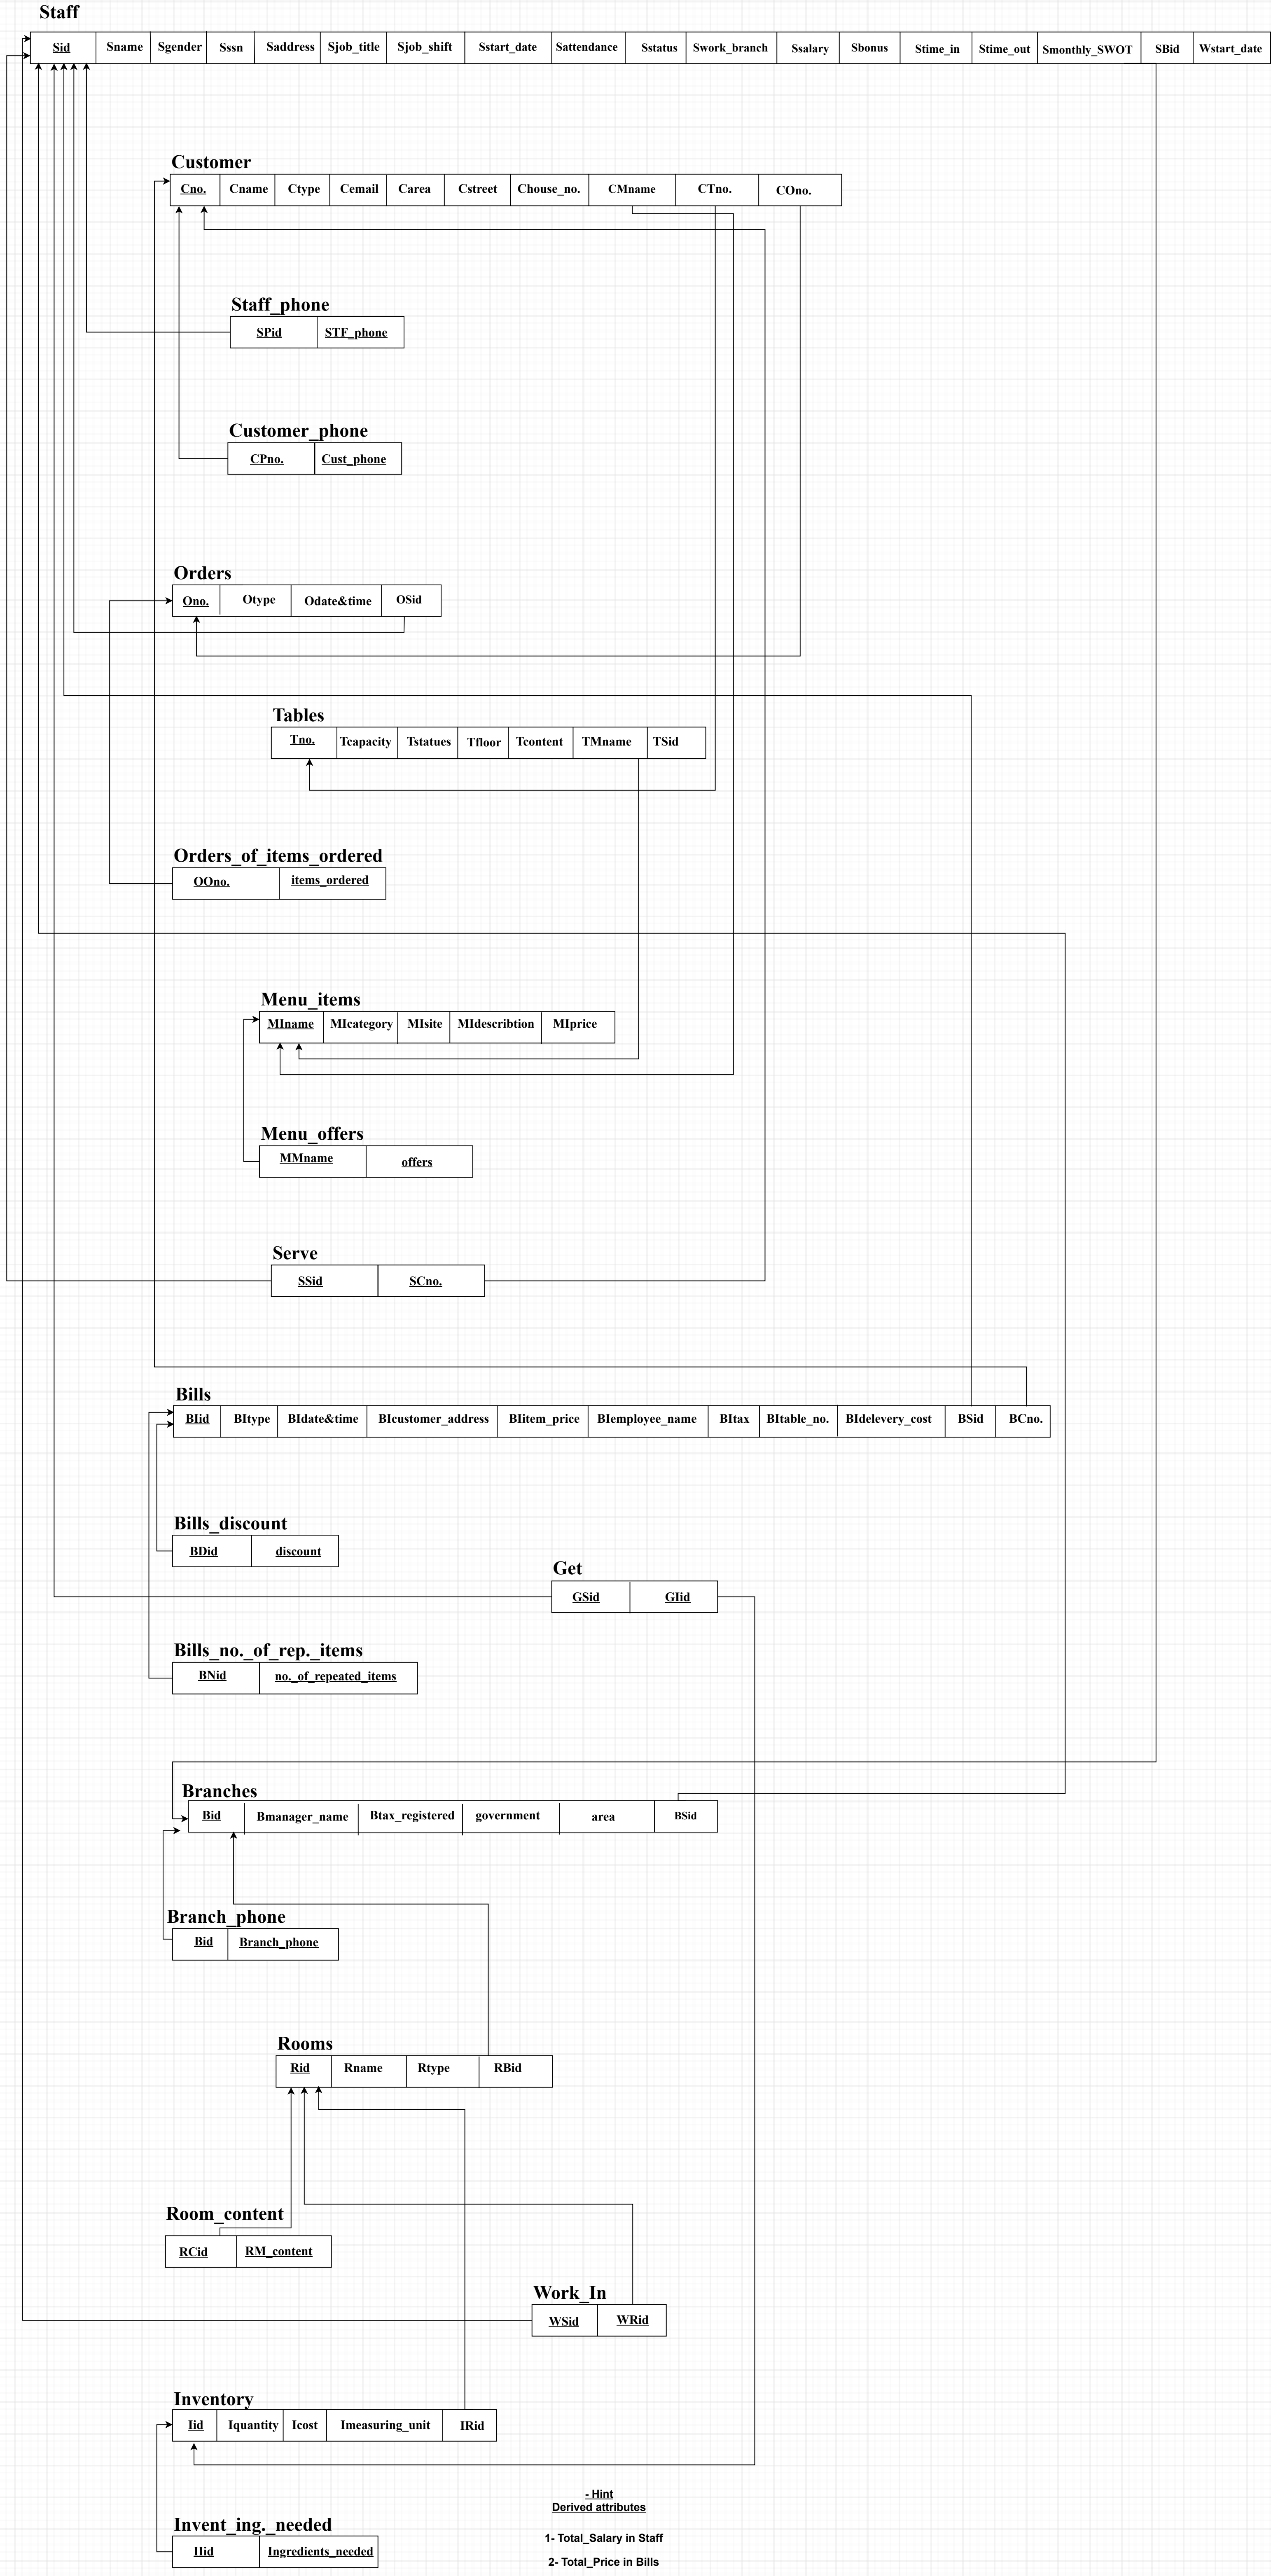 Staff
Sid Sname Sgender Sssn Saddress Sjob_title Sjob_shift Sstart_date Sattendance Sstatus Swork_branch Ssalary Sbonus Stime_in Stime_out Smonthly_SWOT SBid Wstart_date
Customer
Cno. Cname Ctype Cemail Carea Cstreet Chouse_no. CMname CTno. COno.
Staff_phone
SPid STF_phone
Customer_phone
CPno. Cust_phone
Orders
Ono. Otype Odate&time OSid
Tables
Tno. Tcapacity Tstatues Tfloor Tcontent TMname TSid
Orders_of_items_ordered
OOno. items_ordered
Menu_items
MIname MIcategory MIsite MIdescribtion MIprice
Menu_offers
MMname offers
Serve
SSid SCno.
Bills
BIid BItype BIdate&time BIcustomer_address BIitem_price BIemployee_name BItax BItable_no. BIdelevery_cost BSid BCno.
Bills_discount
BDid discount
Get
GSid GIid
Bills_no._of_rep._items
BNid no._of_repeated_items
Branches
Bid Bmanager_name Btax_registered government area BSid
Branch_phone
Bid Branch_phone
Rooms
Rid Rname Rtype RBid
Room_content
RCid RM_content
Work_In
WSid WRid
Inventory
Iid Iquantity Icost Imeasuring_unit IRid
- Hint
Derived attributes
Invent_ing._needed
1- Total_Salary in Staff
IIid Ingredients_needed
2- Total_Price in Bills